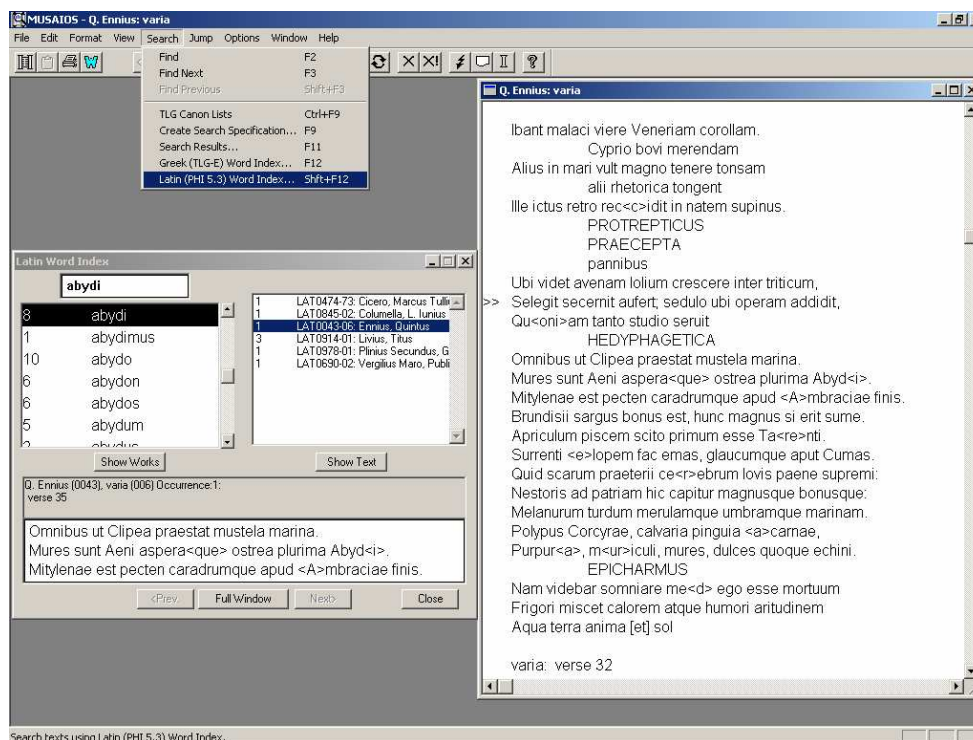 MUSAIOS - Q. Ennius: varia
File Edit Format View Search Jump Options Window Help
Find F2
Find Next F3
Find Previous Shift+F3
TLG Canon Lists Ctrl+F9
Create Search Specification... F9
Search Results... F11
Greek (TLG-E) Word Index... F12
Latin (PHI 5.3) Word Index... Shft+F12
Latin Word Index
abydi
8 abydi
1 abydimus
10 abydo
6 abydon
6 abydos
5 abydum
2 abydus
1 LAT0474-73: Cicero, Marcus Tulli
1 LAT0845-02: Columella, L. Iunius
1 LAT0043-06: Ennius, Quintus
3 LAT0914-01: Livius, Titus
1 LAT0978-01: Plinius Secundus, G
1 LAT0690-02: Vergilius Maro, Publi
Show Works Show Text
Q. Ennius (0043), varia (006) Occurrence:1:
verse 35
Omnibus ut Clipea praestat mustela marina.
Mures sunt Aeni aspera<que> ostrea plurima Abyd<i>.
Mitylenae est pecten caradrumque apud <A>mbraciae finis.
<Prev. Full Window Next> Close
Q. Ennius: varia
Ibant malaci viere Veneriam corollam.
Cyprio bovi merendam
Alius in mari vult magno tenere tonsam
alii rhetorica tongent
Ille ictus retro rec<c>idit in natem supinus.
PROTREPTICUS
PRAECEPTA
pannibus
Ubi videt avenam lolium crescere inter triticum,
>> Selegit secernit aufert; sedulo ubi operam addidit,
Qu<oni>am tanto studio seruit
HEDYPHAGETICA
Omnibus ut Clipea praestat mustela marina.
Mures sunt Aeni aspera<que> ostrea plurima Abyd<i>.
Mitylenae est pecten caradrumque apud <A>mbraciae finis.
Brundisii sargus bonus est, hunc magnus si erit sume.
Apriculum piscem scito primum esse Ta<re>nti.
Surrenti <e>lopem fac emas, glaucumque aput Cumas.
Quid scarum praeterii ce<r>ebrum Iovis paene supremi:
Nestoris ad patriam hic capitur magnusque bonusque:
Melanurum turdum merulamque umbramque marinam.
Polypus Corcyrae, calvaria pinguia <a>carnae,
Purpur<a>, m<ur>iculi, mures, dulces quoque echini.
EPICHARMUS
Nam videbar somniare me<d> ego esse mortuum
Frigori miscet calorem atque humori aritudinem
Aqua terra anima [et] sol
varia: verse 32
Search texts using Latin (PHI 5.3) Word Index.